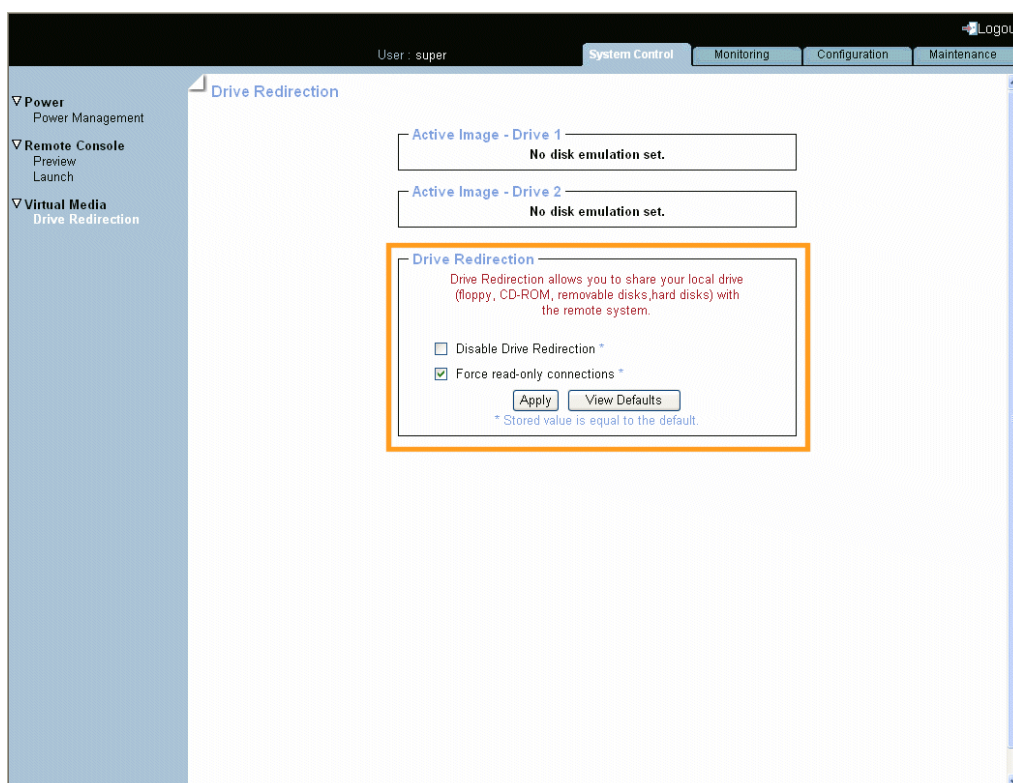 Logou
User : super
System Control
Monitoring
Configuration
Maintenance
Power
Power Management
Remote Console
Preview
Launch
Virtual Media
Drive Redirection
Drive Redirection
Active Image - Drive 1
No disk emulation set.
Active Image - Drive 2
No disk emulation set.
Drive Redirection
Drive Redirection allows you to share your local drive
(floppy, CD-ROM, removable disks,hard disks) with
the remote system.
Disable Drive Redirection *
Force read-only connections *
Apply
View Defaults
* Stored value is equal to the default.